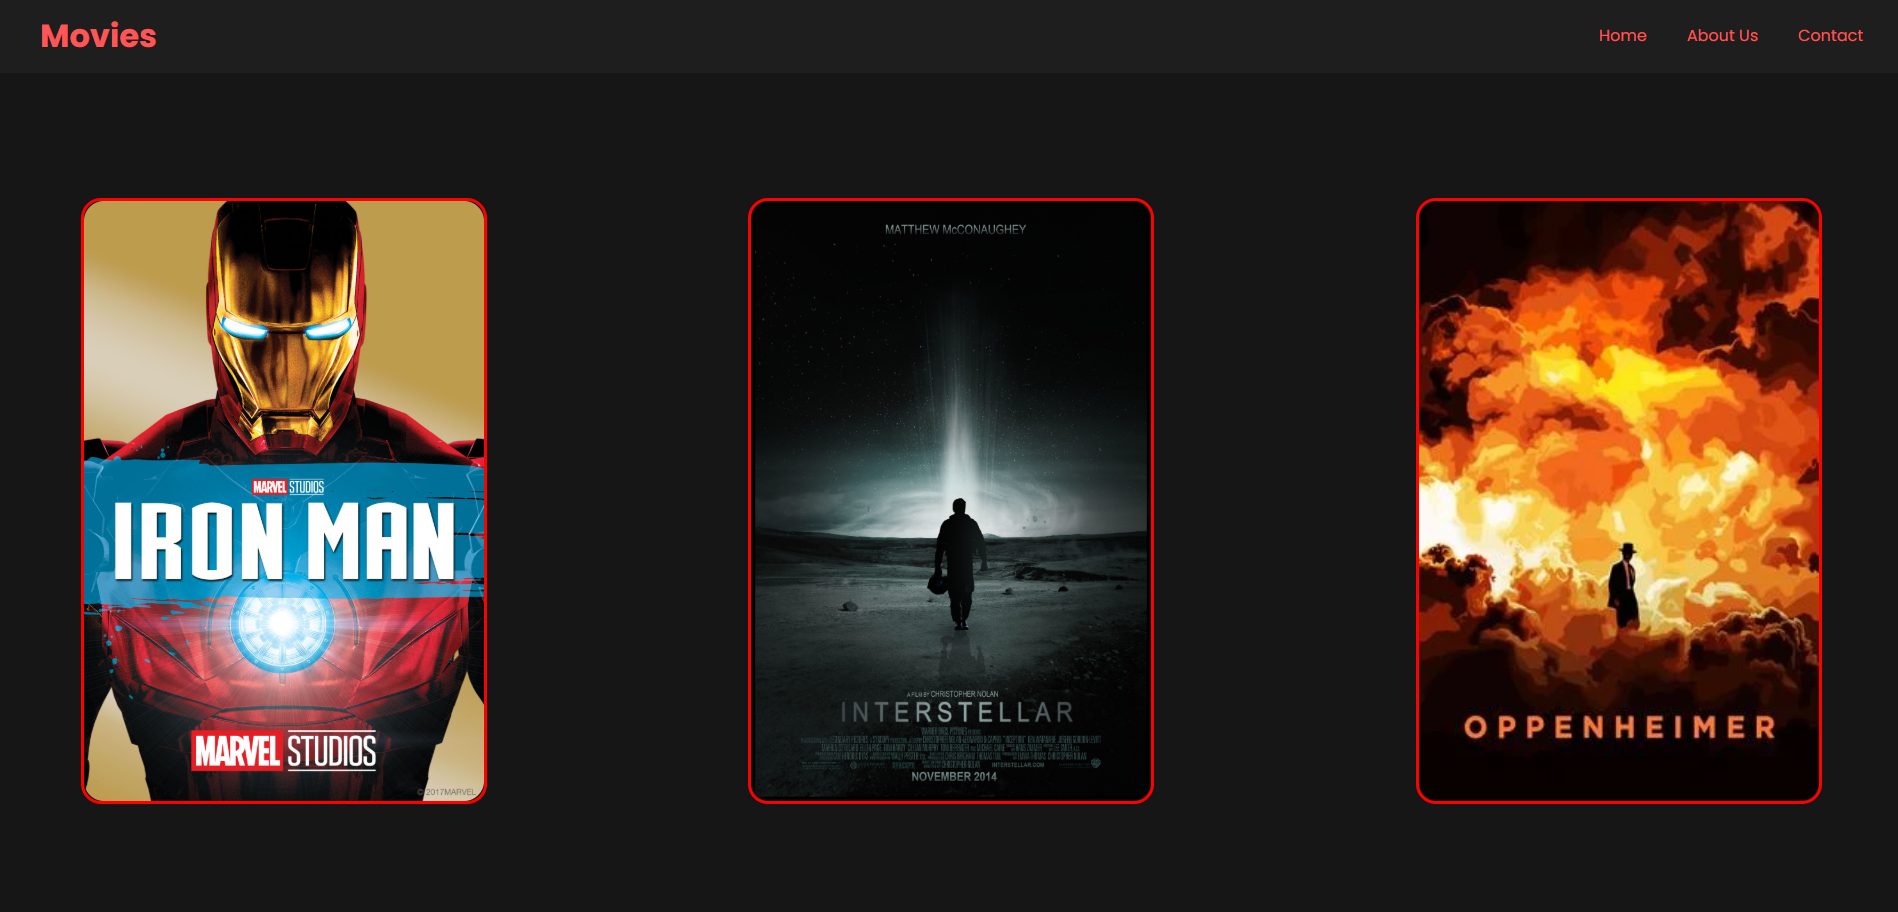 Movies
Home About Us Contact
MARVEL STUDIOS
IRON MAN
MARVEL STUDIOS
© 2017MARVEL
MATTHEW McCONAUGHEY
A FILM BY CHRISTOPHER NOLAN
INTERSTELLAR
INTERSTELLAR.COM
NOVEMBER 2014
OPPENHEIMER